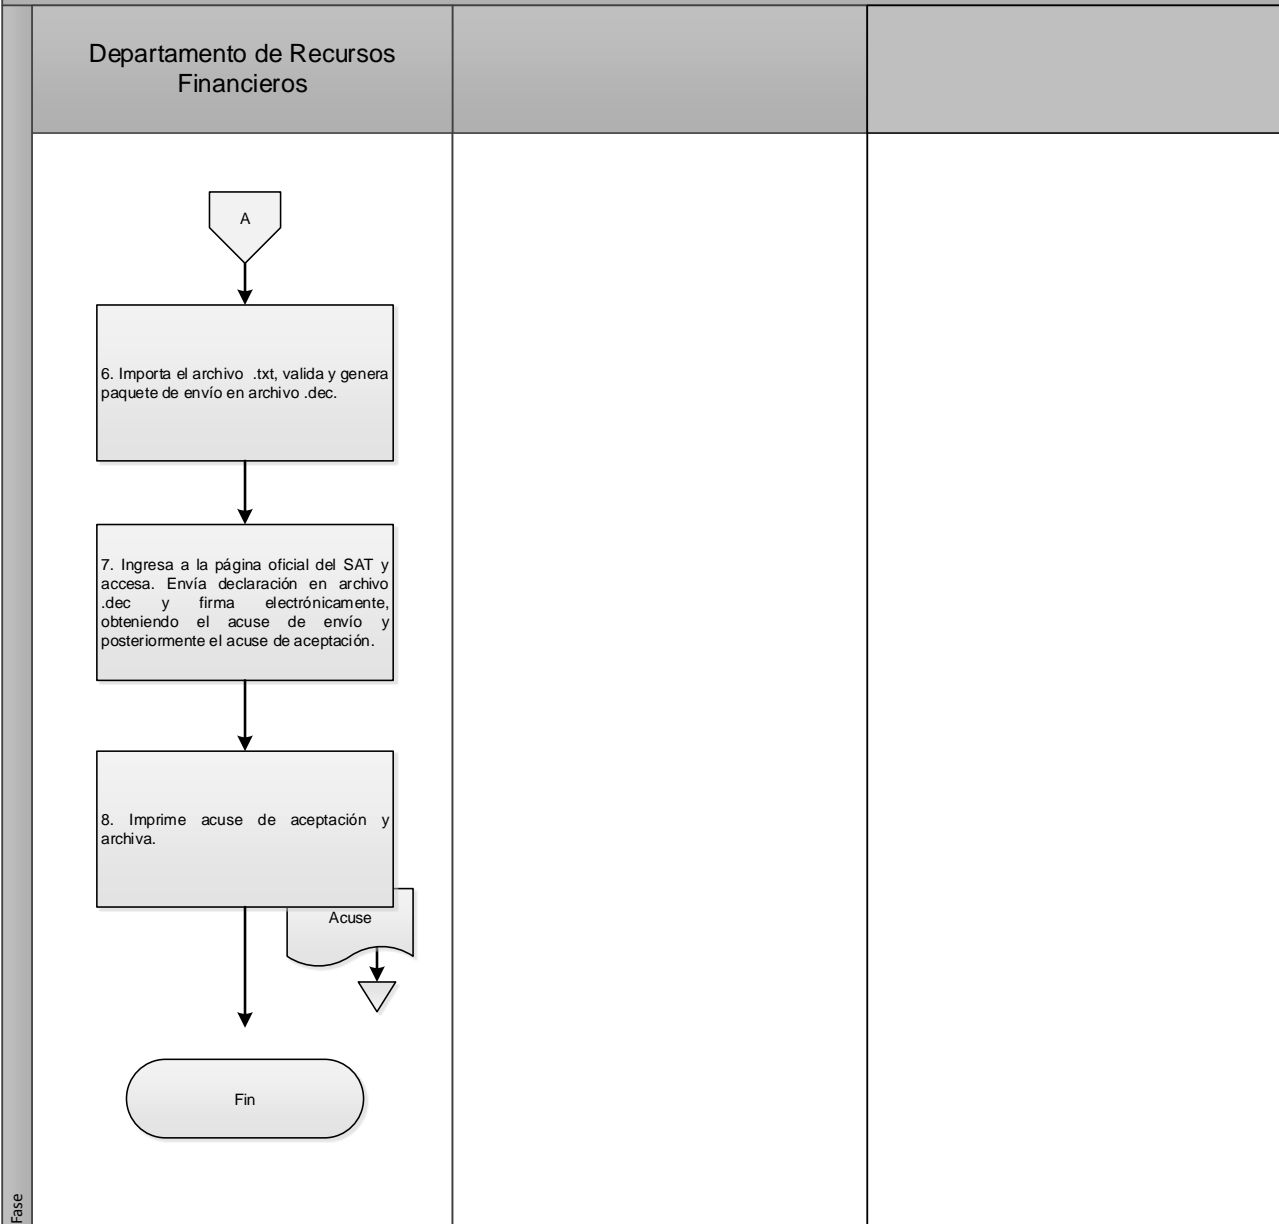 Departamento de Recursos
Financieros
A
6. Importa el archivo .txt, valida y genera
paquete de envío en archivo .dec.
7. Ingresa a la página oficial del SAT y
accesa. Envía declaración en archivo
.dec y firma electrónicamente,
obteniendo el acuse de envío y
posteriormente el acuse de aceptación.
8. Imprime acuse de aceptación y
archiva.
Acuse
Fin
Fase